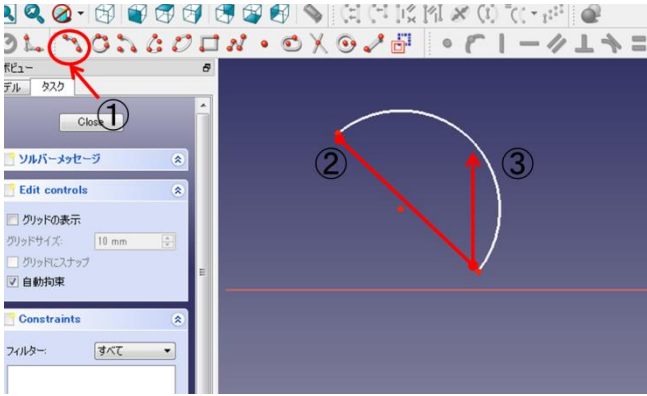 ボビュー
デル タスク
①
Close
ソルバーメッセージ
Edit controls
グリッドの表示
グリッドサイズ: 10 mm
グリッドにスナップ
自動拘束
Constraints
フィルター: すべて
②
③